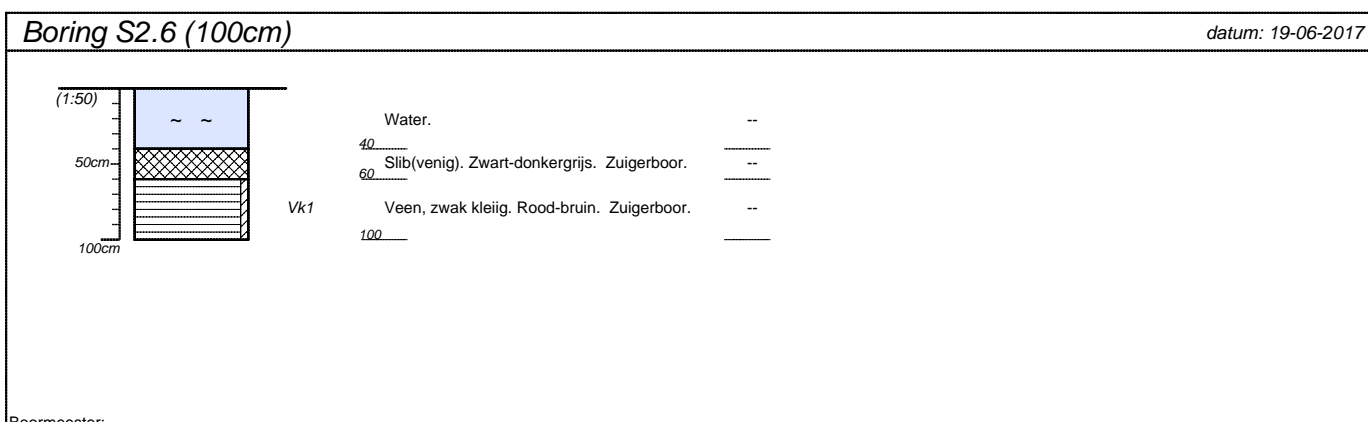 Boring S2.6 (100cm) datum: 19-06-2017
(1:50)
~ ~ Water. --
40
50cm Slib(venig). Zwart-donkergrijs. Zuigerboor. --
60
Vk1 Veen, zwak kleiig. Rood-bruin. Zuigerboor. --
100
100cm